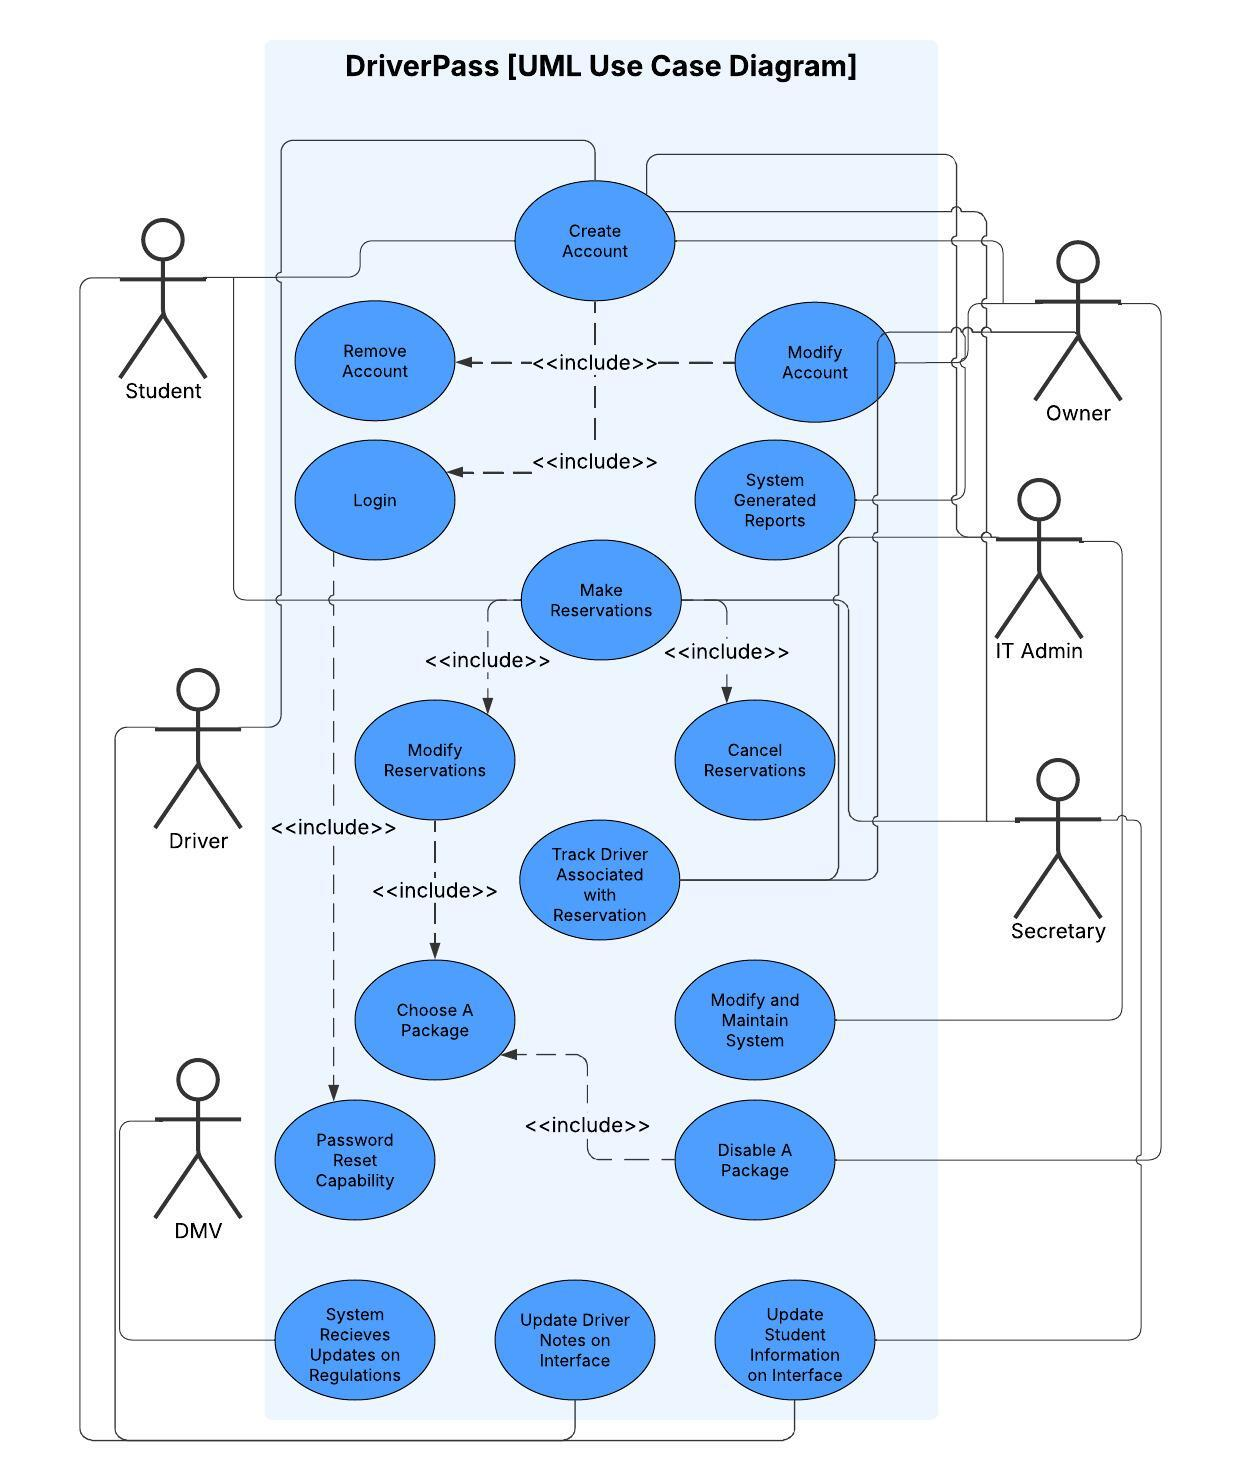 DriverPass [UML Use Case Diagram]
Create
Account
Student
Owner
Remove
Account
<<include>>
Modify
Account
<<include>>
Login
System
Generated
Reports
Make
Reservations
IT Admin
<<include>>
<<include>>
Modify
Reservations
Cancel
Reservations
Driver
<<include>>
<<include>>
Track Driver
Associated
with
Reservation
Secretary
Choose A
Package
Modify and
Maintain
System
<<include>>
Password
Reset
Capability
Disable A
Package
DMV
System
Recieves
Updates on
Regulations
Update Driver
Notes on
Interface
Update
Student
Information
on Interface